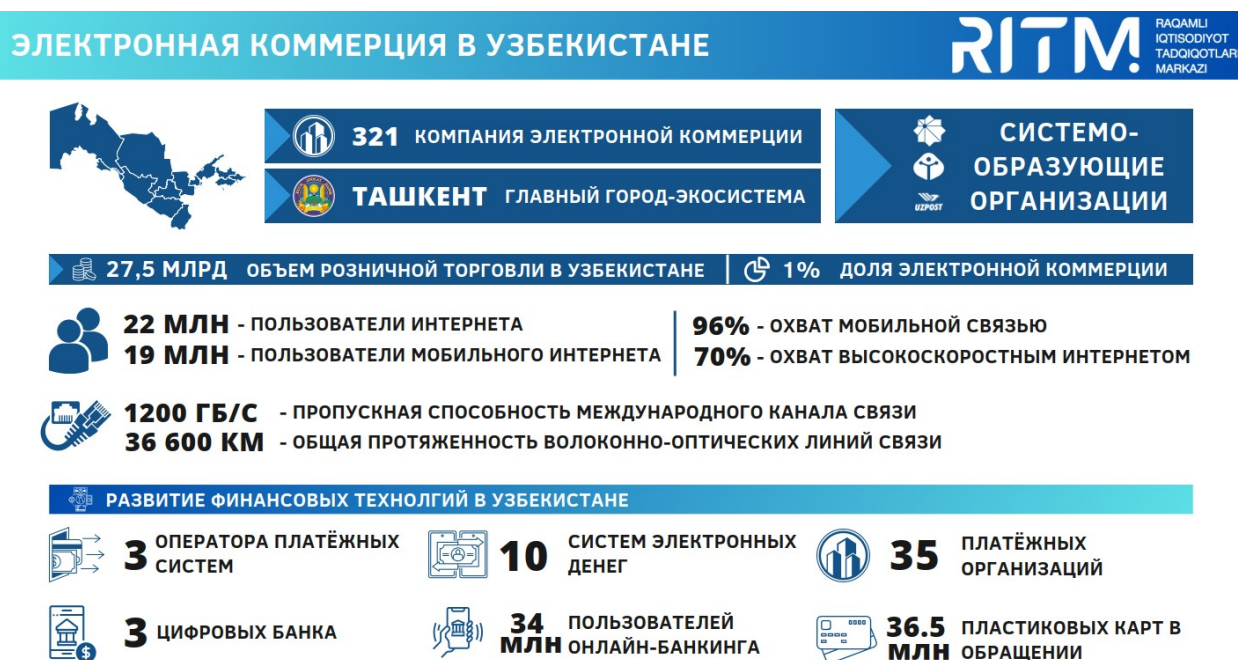 ЭЛЕКТРОННАЯ КОММЕРЦИЯ В УЗБЕКИСТАНЕ
RITM
RAQAMLI
IQTISODIYOT
TADQIQOTLARI
MARKAZI
321 КОМПАНИЯ ЭЛЕКТРОННОЙ КОММЕРЦИИ
ТАШКЕНТ ГЛАВНЫЙ ГОРОД-ЭКОСИСТЕМА
UZPOST
СИСТЕМО-
ОБРАЗУЮЩИЕ
ОРГАНИЗАЦИИ
27,5 МЛРД ОБЪЕМ РОЗНИЧНОЙ ТОРГОВЛИ В УЗБЕКИСТАНЕ
1% ДОЛЯ ЭЛЕКТРОННОЙ КОММЕРЦИИ
22 МЛН - ПОЛЬЗОВАТЕЛИ ИНТЕРНЕТА
19 МЛН - ПОЛЬЗОВАТЕЛИ МОБИЛЬНОГО ИНТЕРНЕТА
96% - ОХВАТ МОБИЛЬНОЙ СВЯЗЬЮ
70% - ОХВАТ ВЫСОКОСКОРОСТНЫМ ИНТЕРНЕТОМ
1200 ГБ/С - ПРОПУСКНАЯ СПОСОБНОСТЬ МЕЖДУНАРОДНОГО КАНАЛА СВЯЗИ
36 600 КМ - ОБЩАЯ ПРОТЯЖЕННОСТЬ ВОЛОКОННО-ОПТИЧЕСКИХ ЛИНИЙ СВЯЗИ
РАЗВИТИЕ ФИНАНСОВЫХ ТЕХНОЛГИЙ В УЗБЕКИСТАНЕ
3 ОПЕРАТОРА ПЛАТЁЖНЫХ
СИСТЕМ
10 СИСТЕМ ЭЛЕКТРОННЫХ
ДЕНЕГ
35 ПЛАТЁЖНЫХ
ОРГАНИЗАЦИЙ
3 ЦИФРОВЫХ БАНКА
34 МЛН ПОЛЬЗОВАТЕЛЕЙ
ОНЛАЙН-БАНКИНГА
36.5 МЛН ПЛАСТИКОВЫХ КАРТ В
ОБРАЩЕНИИ